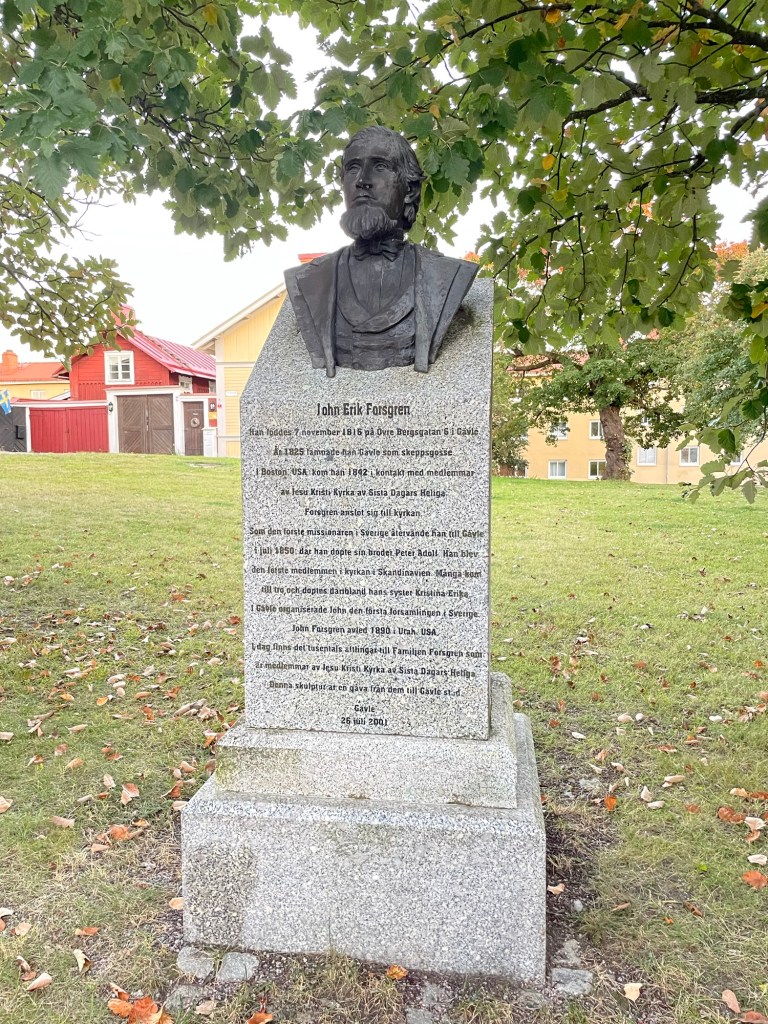 John Erik Forsgren
Han föddes 7 november 1816 på Övre Bergsgatan 6 i Gävle.
År 1825 lämnade han Gävle som skeppsgosse.
I Boston, USA, kom han 1842 i kontakt med medlemmar
av Jesu Kristi Kyrka av Sista Dagars Heliga.
Forsgren anslöt sig till kyrkan.
Som den förste missionären i Sverige återvände han till Gävle
i juli 1850, där han döpte sin broder Peter Adolf. Han blev
den förste medlemmen i kyrkan i Skandinavien. Många kom
till tro och döptes däribland hans syster Kristina Erika.
I Gävle organiserade John den första församlingen i Sverige.
John Forsgren avled 1890 i Utah, USA.
I dag finns det tusentals ättlingar till Familjen Forsgren som
är medlemmar av Jesu Kristi Kyrka av Sista Dagars Heliga.
Denna skulptur är en gåva från dem till Gävle stad.
Gävle
26 juli 2001